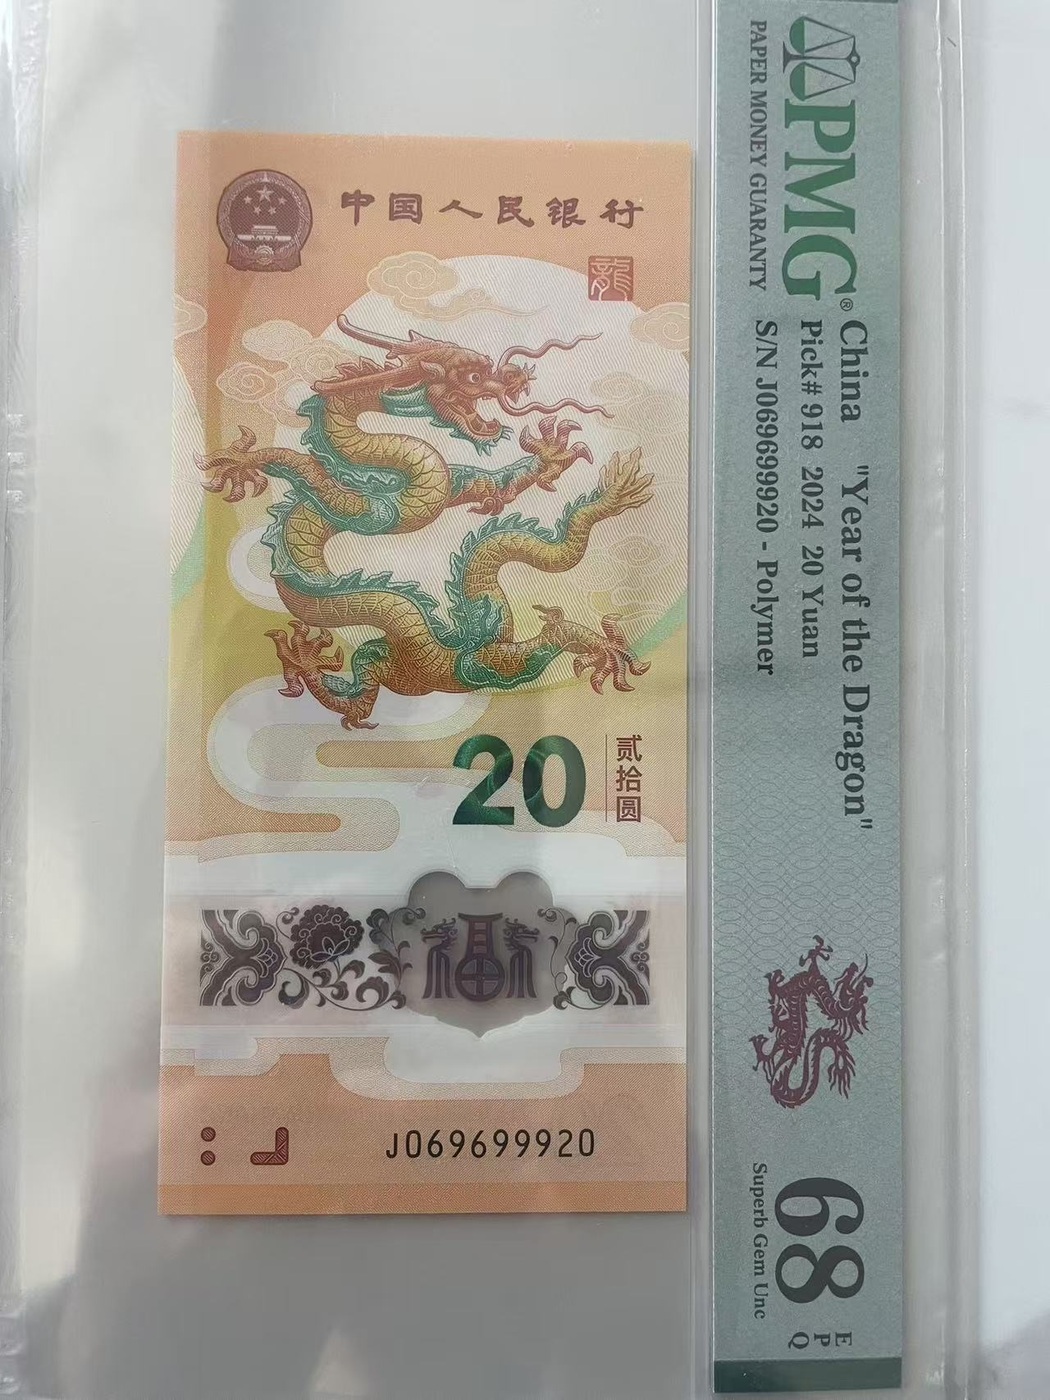 中国人民银行
龍
20
贰拾圆
福
J069699920
PMG®
PAPER MONEY GUARANTY
China "Year of the Dragon"
Pick# 918 2024 20 Yuan
S/N J069699920 - Polymer
68
EPQ
Superb Gem Unc